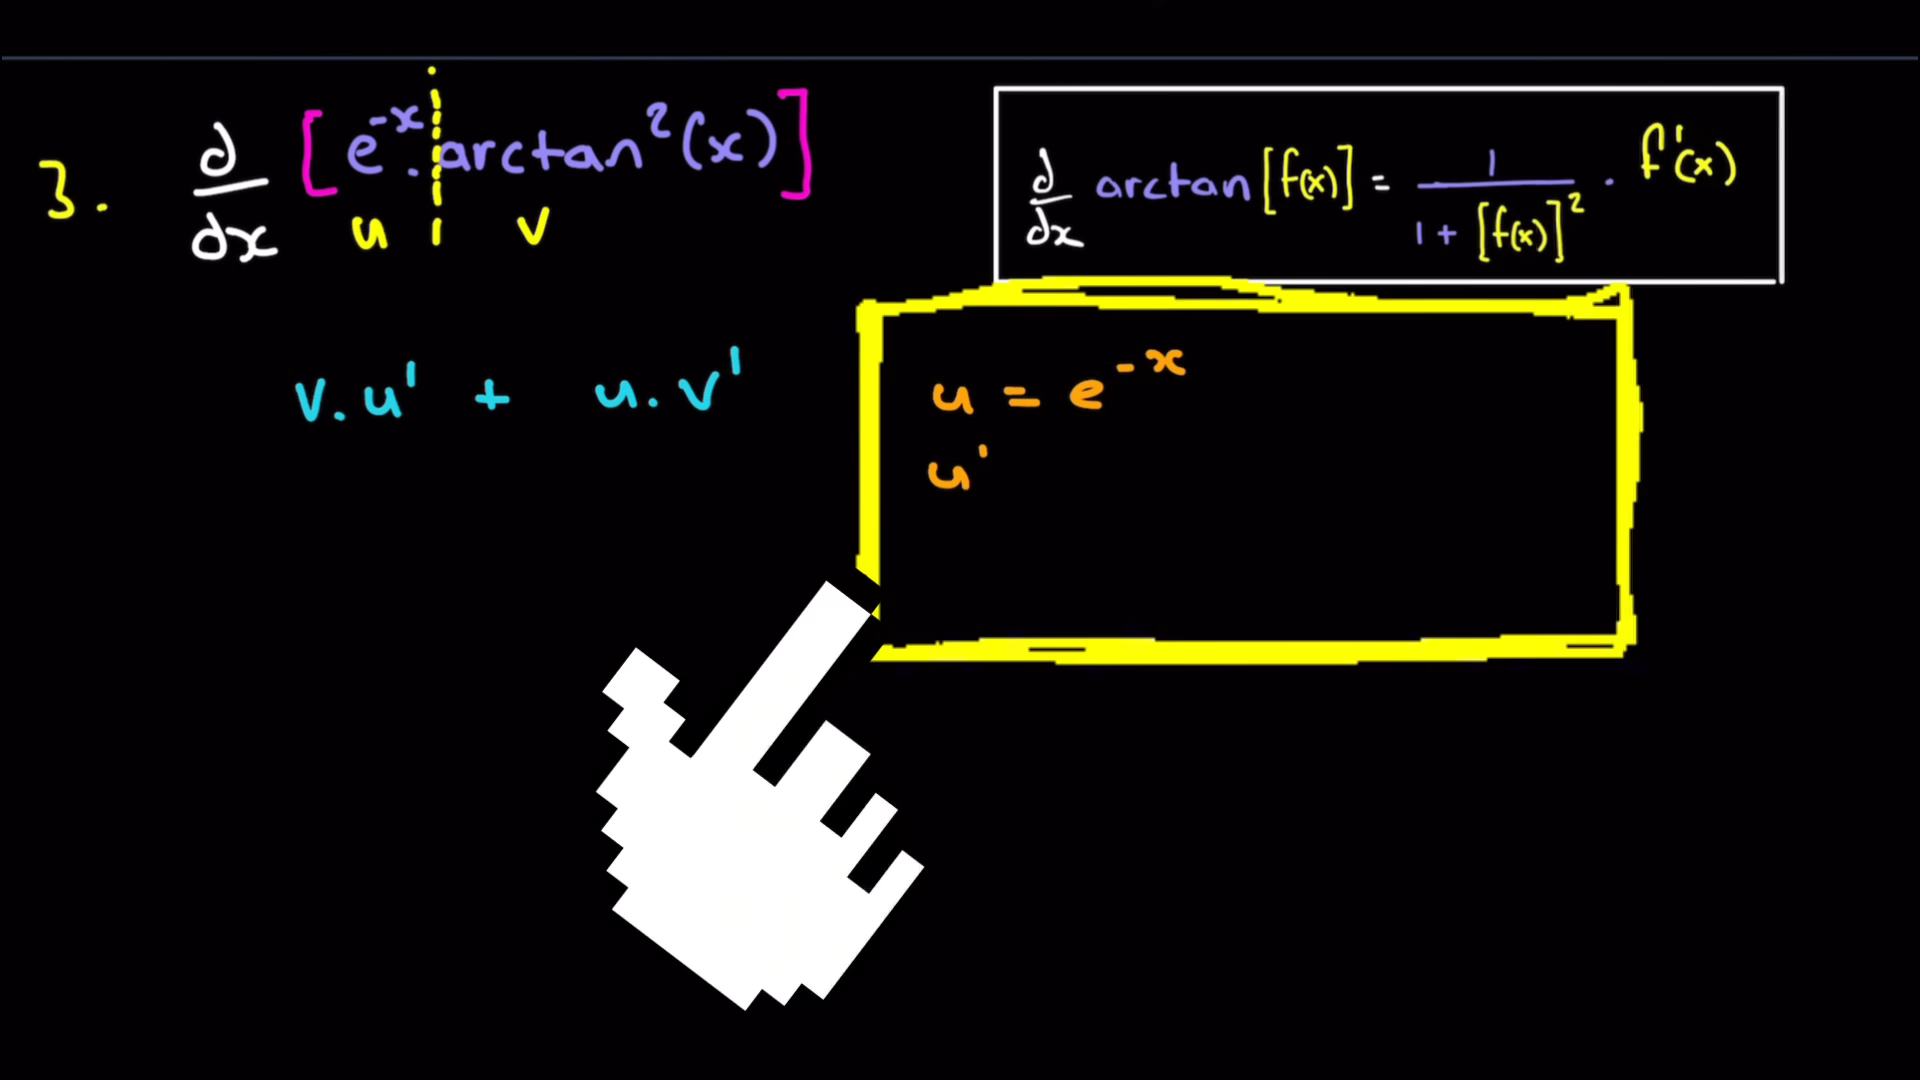 3. d/dx [e⁻ˣ · arctan²(x)]
u v
d/dx arctan[f(x)] = 1/(1 + [f(x)]²) · f'(x)
v.u' + u.v'
u = e⁻ˣ
u'